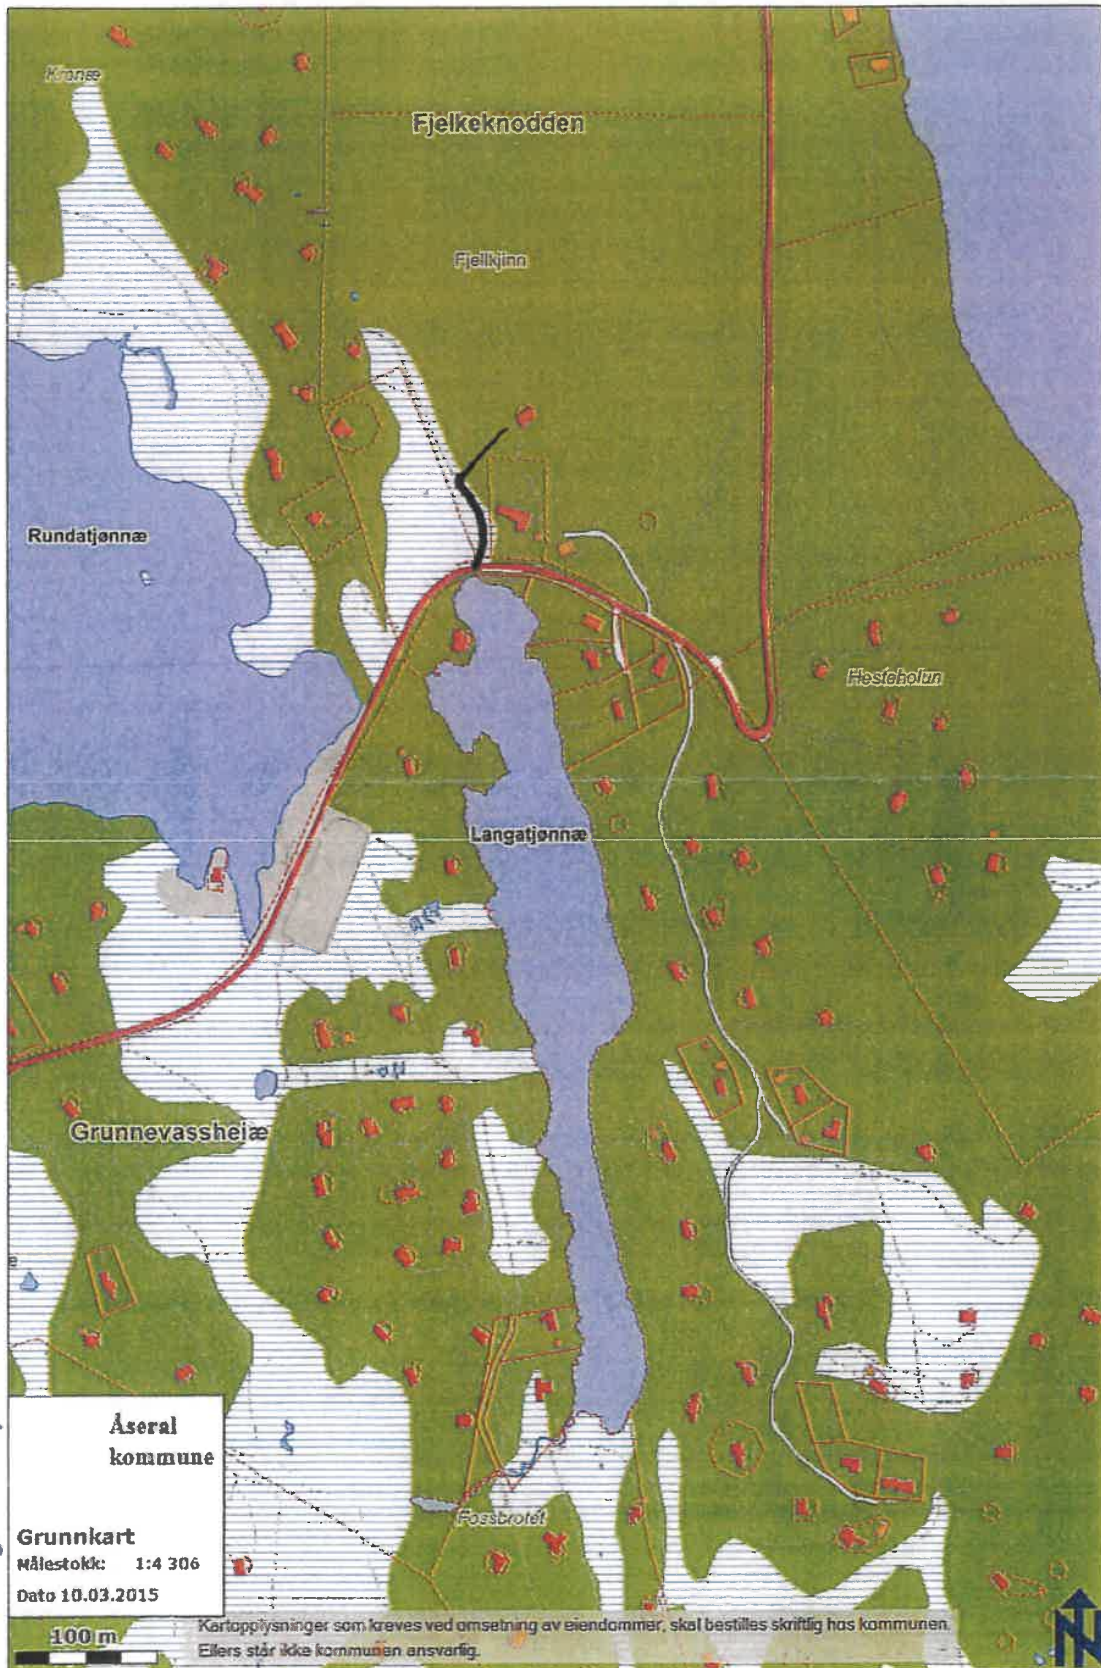 Kronæ
Fjelkeknodden
Fjellkjinn
Rundatjønnæ
Hesteholun
Langatjønnæ
Grunnevassheiæ
Fossbrotet
Åseral
kommune
Grunnkart
Målestokk: 1:4 306
Dato 10.03.2015
100 m
Kartopplysninger som kreves ved omsetning av eiendommer, skal bestilles skriftlig hos kommunen.
Ellers står ikke kommunen ansvarlig.
N